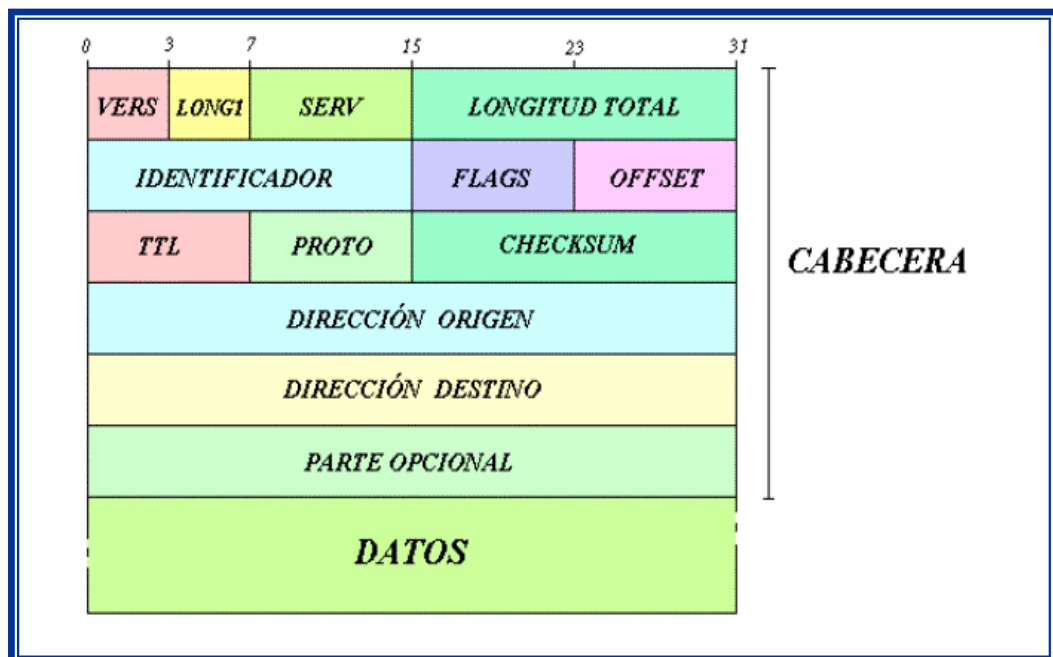 0 3 7 15 23 31
VERS LONG1 SERV LONGITUD TOTAL
IDENTIFICADOR FLAGS OFFSET
TTL PROTO CHECKSUM
CABECERA
DIRECCIÓN ORIGEN
DIRECCIÓN DESTINO
PARTE OPCIONAL
DATOS